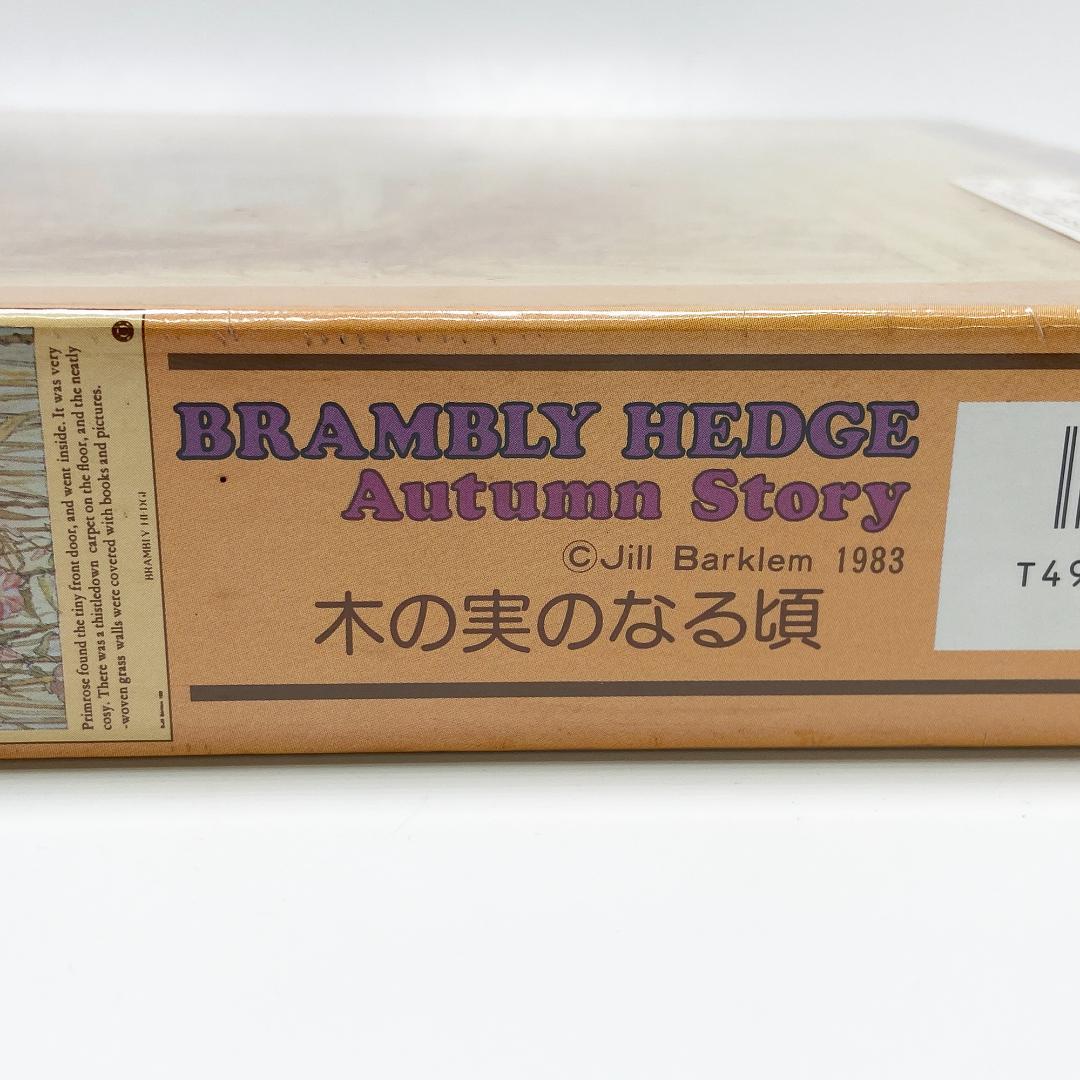 BRAMBLY HEDGE
Autumn Story
©Jill Barklem 1983
木の実のなる頃
T49
Primrose found the tiny front door, and went inside. It was very
cosy. There was a thistledown carpet on the floor, and the neatly
-woven grass walls were covered with books and pictures.
BRAMBLY HEDGE